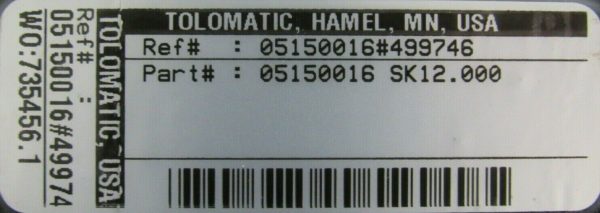 TOLOMATIC, HAMEL, MN, USA
Ref# : 05150016#499746
Part# : 05150016 SK12.000
TOLOMATIC, USA
Ref# :
05150016#49974
WO:735456.1